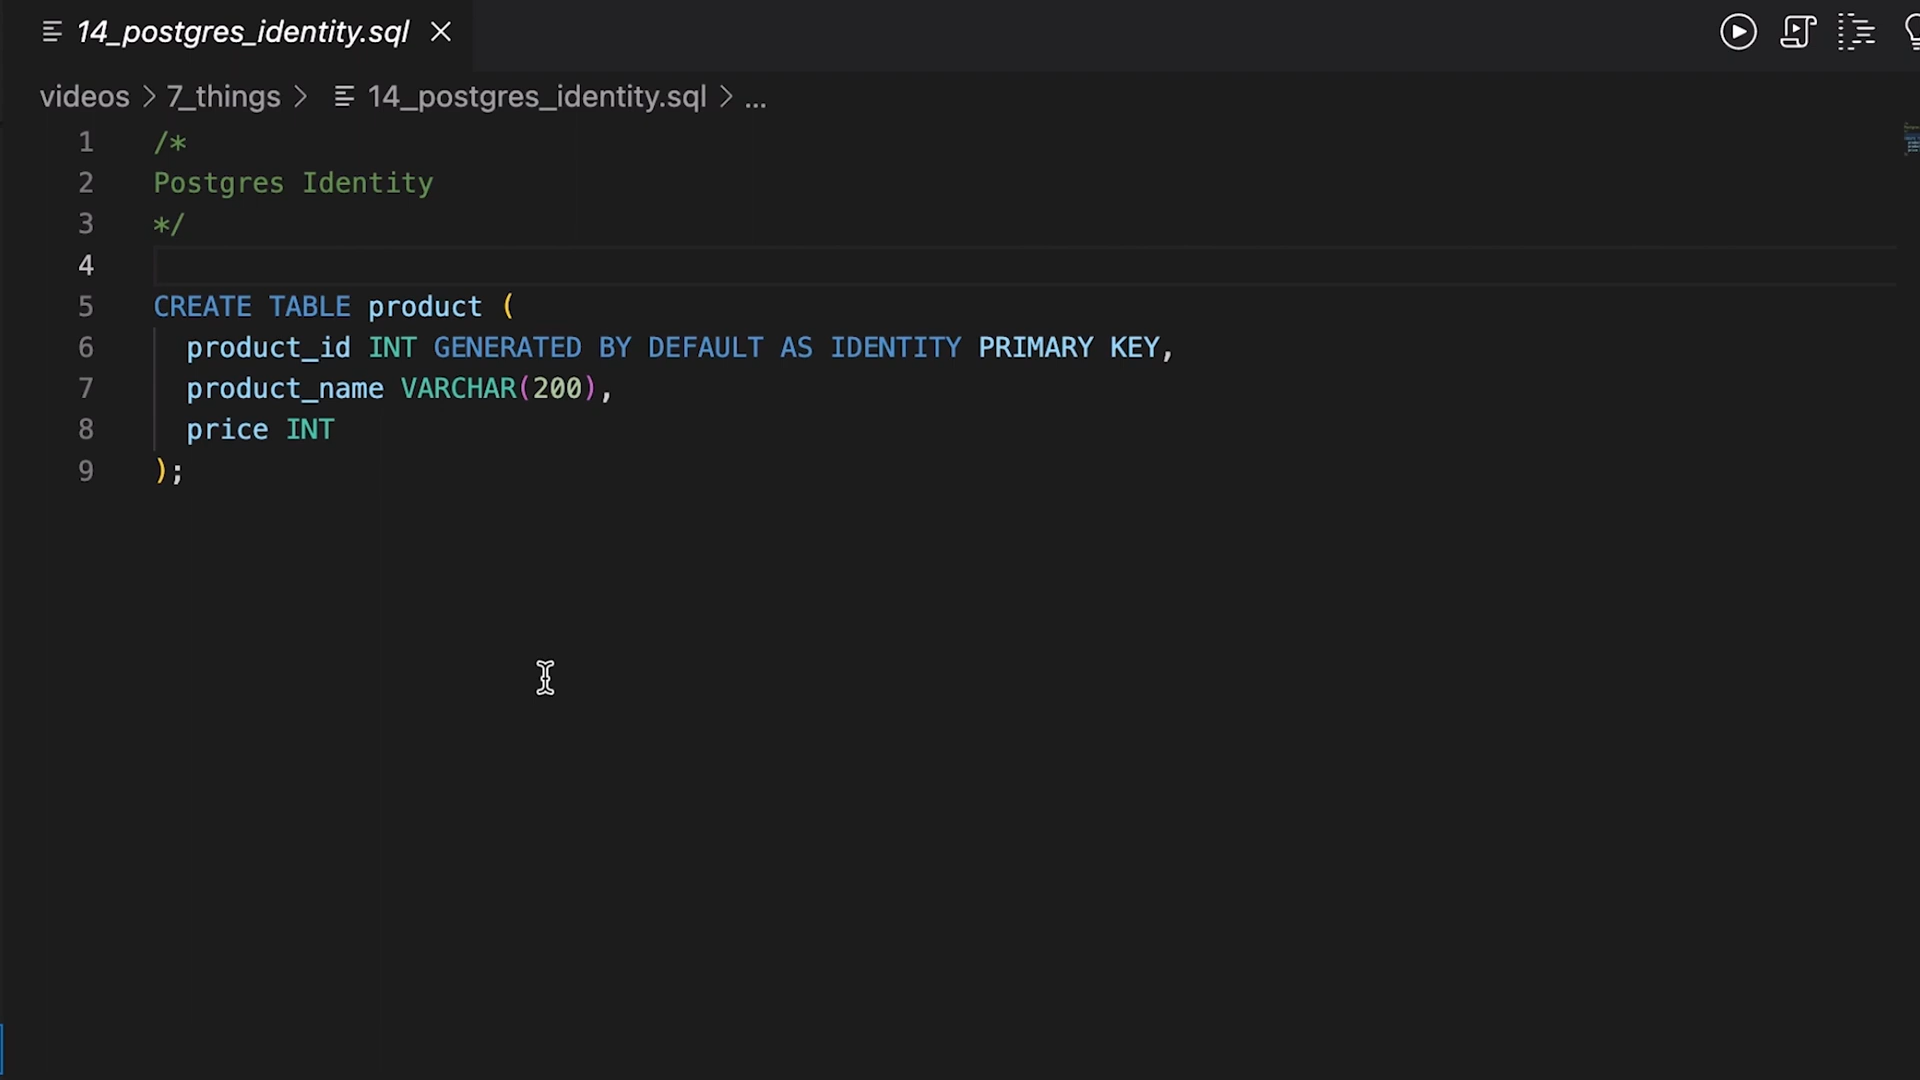 14_postgres_identity.sql
videos > 7_things > 14_postgres_identity.sql > ...
1 /*
2 Postgres Identity
3 */
4
5 CREATE TABLE product (
6 product_id INT GENERATED BY DEFAULT AS IDENTITY PRIMARY KEY,
7 product_name VARCHAR(200),
8 price INT
9 );